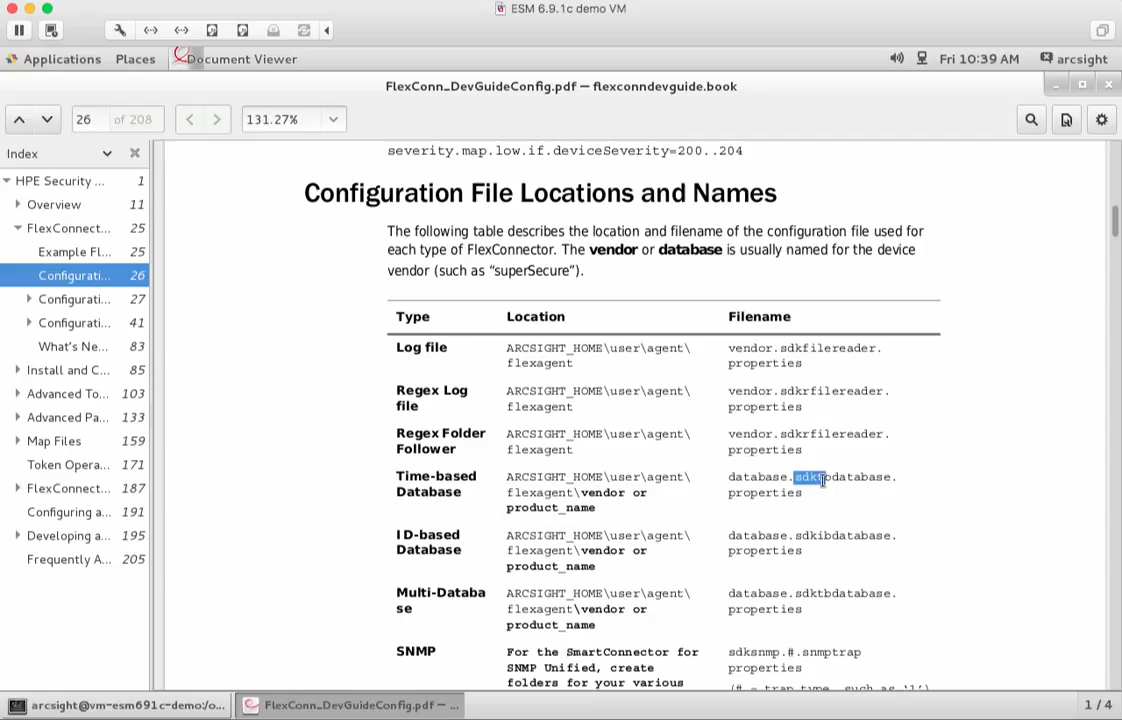 ESM 6.9.1c demo VM
Applications Places Document Viewer Fri 10:39 AM arcsight
FlexConn_DevGuideConfig.pdf — flexconndevguide.book
26 of 208 131.27%
Index
HPE Security ... 1
Overview 11
FlexConnect... 25
Example Fl... 25
Configurati... 26
Configurati... 27
Configurati... 41
What's Ne... 83
Install and C... 85
Advanced To... 103
Advanced Pa... 133
Map Files 159
Token Opera... 171
FlexConnect... 187
Configuring a... 191
Developing a... 195
Frequently A... 205
severity.map.low.if.deviceSeverity=200..204
Configuration File Locations and Names
The following table describes the location and filename of the configuration file used for
each type of FlexConnector. The vendor or database is usually named for the device
vendor (such as "superSecure").
Type Location Filename
Log file ARCSIGHT_HOME\user\agent\ vendor.sdkfilereader.
flexagent properties
Regex Log ARCSIGHT_HOME\user\agent\ vendor.sdkrfilereader.
file flexagent properties
Regex Folder ARCSIGHT_HOME\user\agent\ vendor.sdkrfilereader.
Follower flexagent properties
Time-based ARCSIGHT_HOME\user\agent\ database.sdktbdatabase.
Database flexagent\vendor or properties
product_name
ID-based ARCSIGHT_HOME\user\agent\ database.sdkibdatabase.
Database flexagent\vendor or properties
product_name
Multi-Databa ARCSIGHT_HOME\user\agent\ database.sdktbdatabase.
se flexagent\vendor or properties
product_name
SNMP For the SmartConnector for sdksnmp.#.snmptrap
SNMP Unified, create properties
folders for your various (# - trap type, such as '1')
arcsight@vm-esm691c-demo:/o... FlexConn_DevGuideConfig.pdf — ... 1 / 4